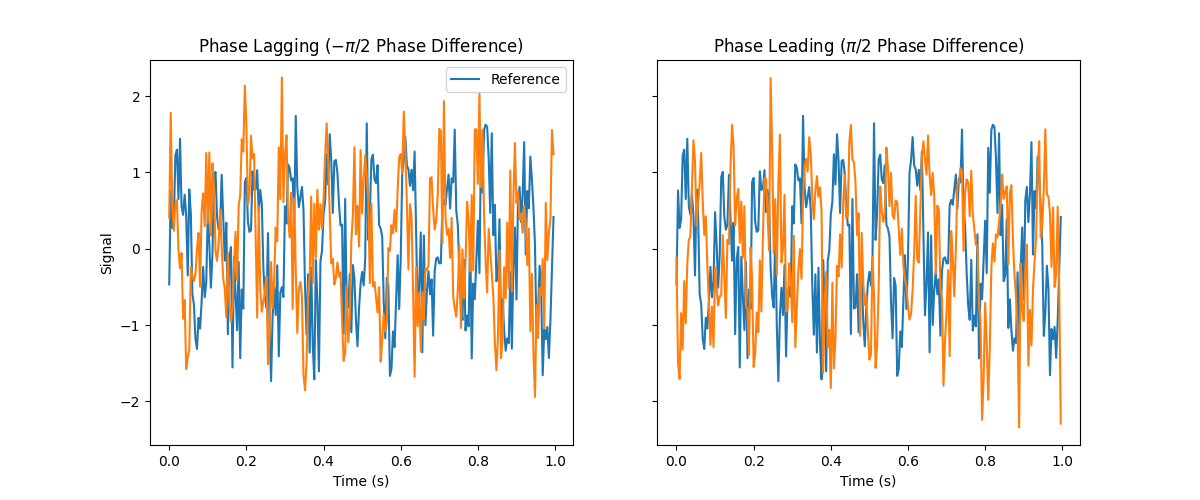 Phase Lagging (−π/2 Phase Difference)
Phase Leading (π/2 Phase Difference)
Reference
Signal
2
1
0
−1
−2
0.0 0.2 0.4 0.6 0.8 1.0
0.0 0.2 0.4 0.6 0.8 1.0
Time (s)
Time (s)